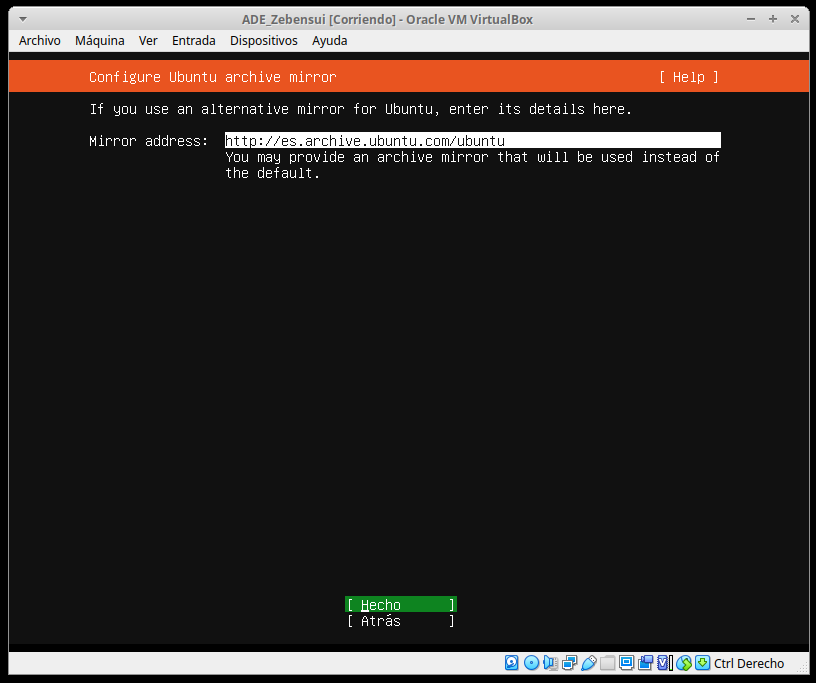 ADE_Zebensui [Corriendo] - Oracle VM VirtualBox
Archivo Máquina Ver Entrada Dispositivos Ayuda
Configure Ubuntu archive mirror [ Help ]
If you use an alternative mirror for Ubuntu, enter its details here.
Mirror address: http://es.archive.ubuntu.com/ubuntu
You may provide an archive mirror that will be used instead of
the default.
[ Hecho ]
[ Atrás ]
Ctrl Derecho